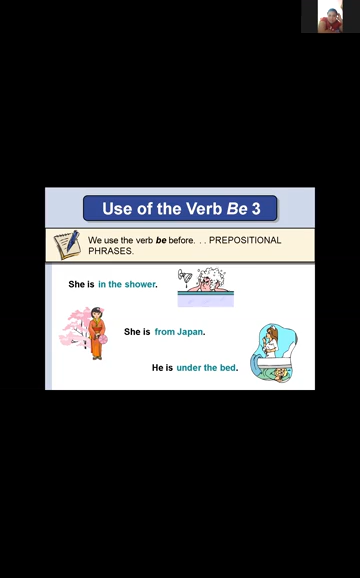 Use of the Verb Be 3
We use the verb be before. . . PREPOSITIONAL
PHRASES.
She is in the shower.
She is from Japan.
He is under the bed.